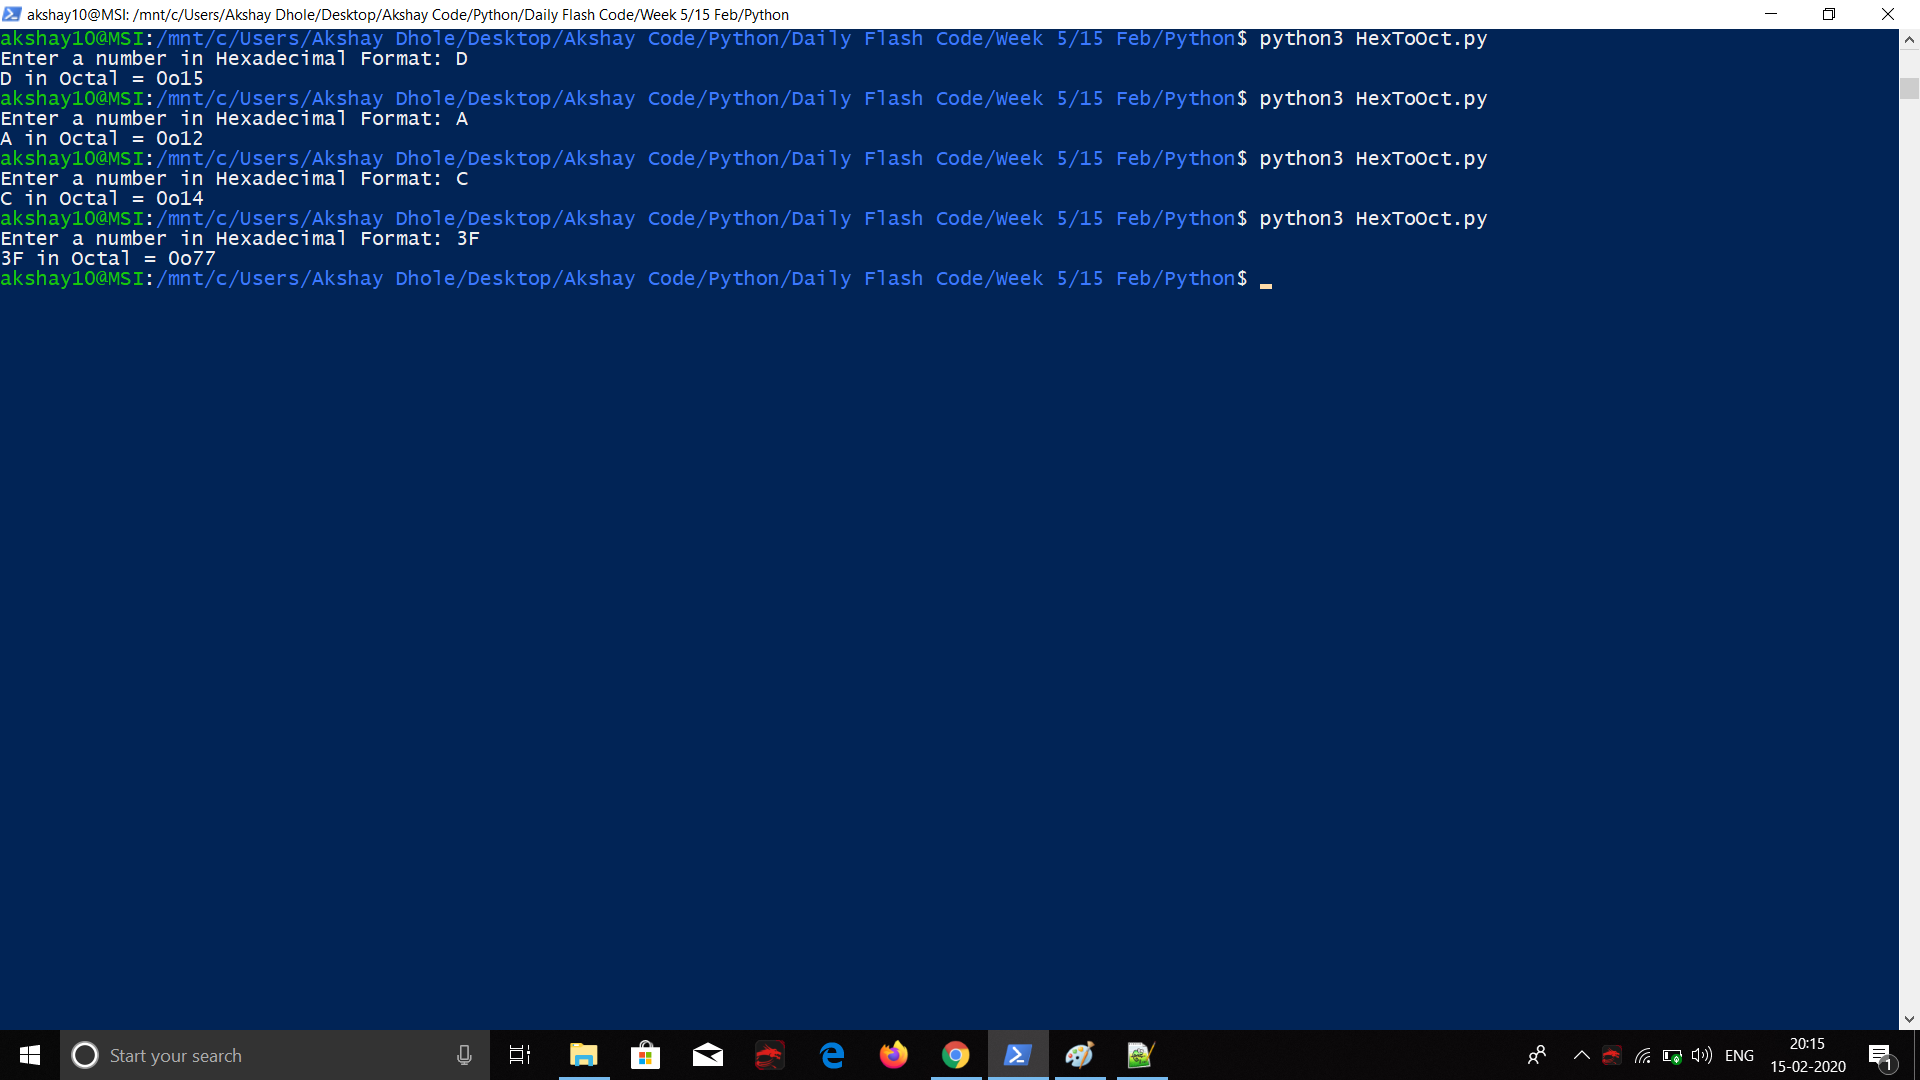 akshay10@MSI: /mnt/c/Users/Akshay Dhole/Desktop/Akshay Code/Python/Daily Flash Code/Week 5/15 Feb/Python
akshay10@MSI:/mnt/c/Users/Akshay Dhole/Desktop/Akshay Code/Python/Daily Flash Code/Week 5/15 Feb/Python$ python3 HexToOct.py
Enter a number in Hexadecimal Format: D
D in Octal = 0o15
akshay10@MSI:/mnt/c/Users/Akshay Dhole/Desktop/Akshay Code/Python/Daily Flash Code/Week 5/15 Feb/Python$ python3 HexToOct.py
Enter a number in Hexadecimal Format: A
A in Octal = 0o12
akshay10@MSI:/mnt/c/Users/Akshay Dhole/Desktop/Akshay Code/Python/Daily Flash Code/Week 5/15 Feb/Python$ python3 HexToOct.py
Enter a number in Hexadecimal Format: C
C in Octal = 0o14
akshay10@MSI:/mnt/c/Users/Akshay Dhole/Desktop/Akshay Code/Python/Daily Flash Code/Week 5/15 Feb/Python$ python3 HexToOct.py
Enter a number in Hexadecimal Format: 3F
3F in Octal = 0o77
akshay10@MSI:/mnt/c/Users/Akshay Dhole/Desktop/Akshay Code/Python/Daily Flash Code/Week 5/15 Feb/Python$
Start your search
ENG
20:15
15-02-2020
1